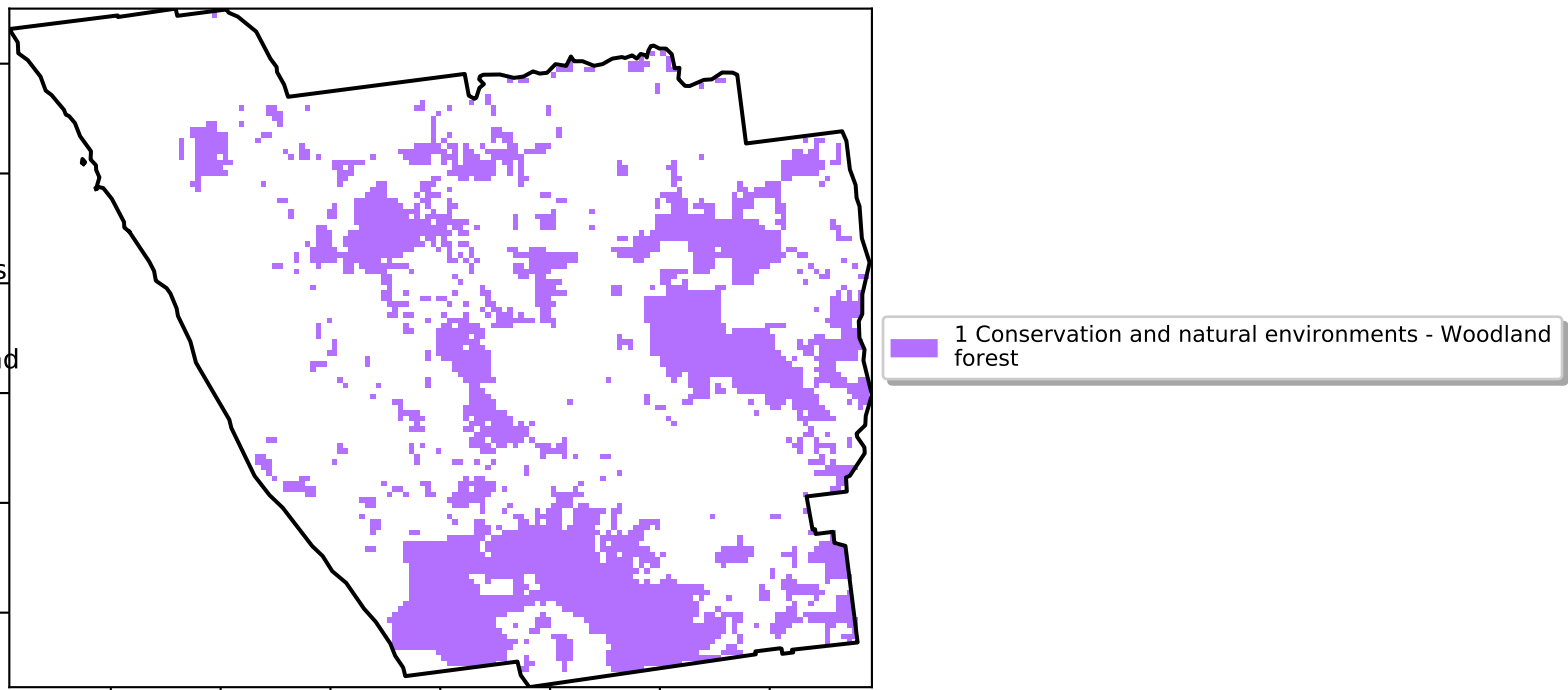 s
d
1 Conservation and natural environments - Woodland
forest